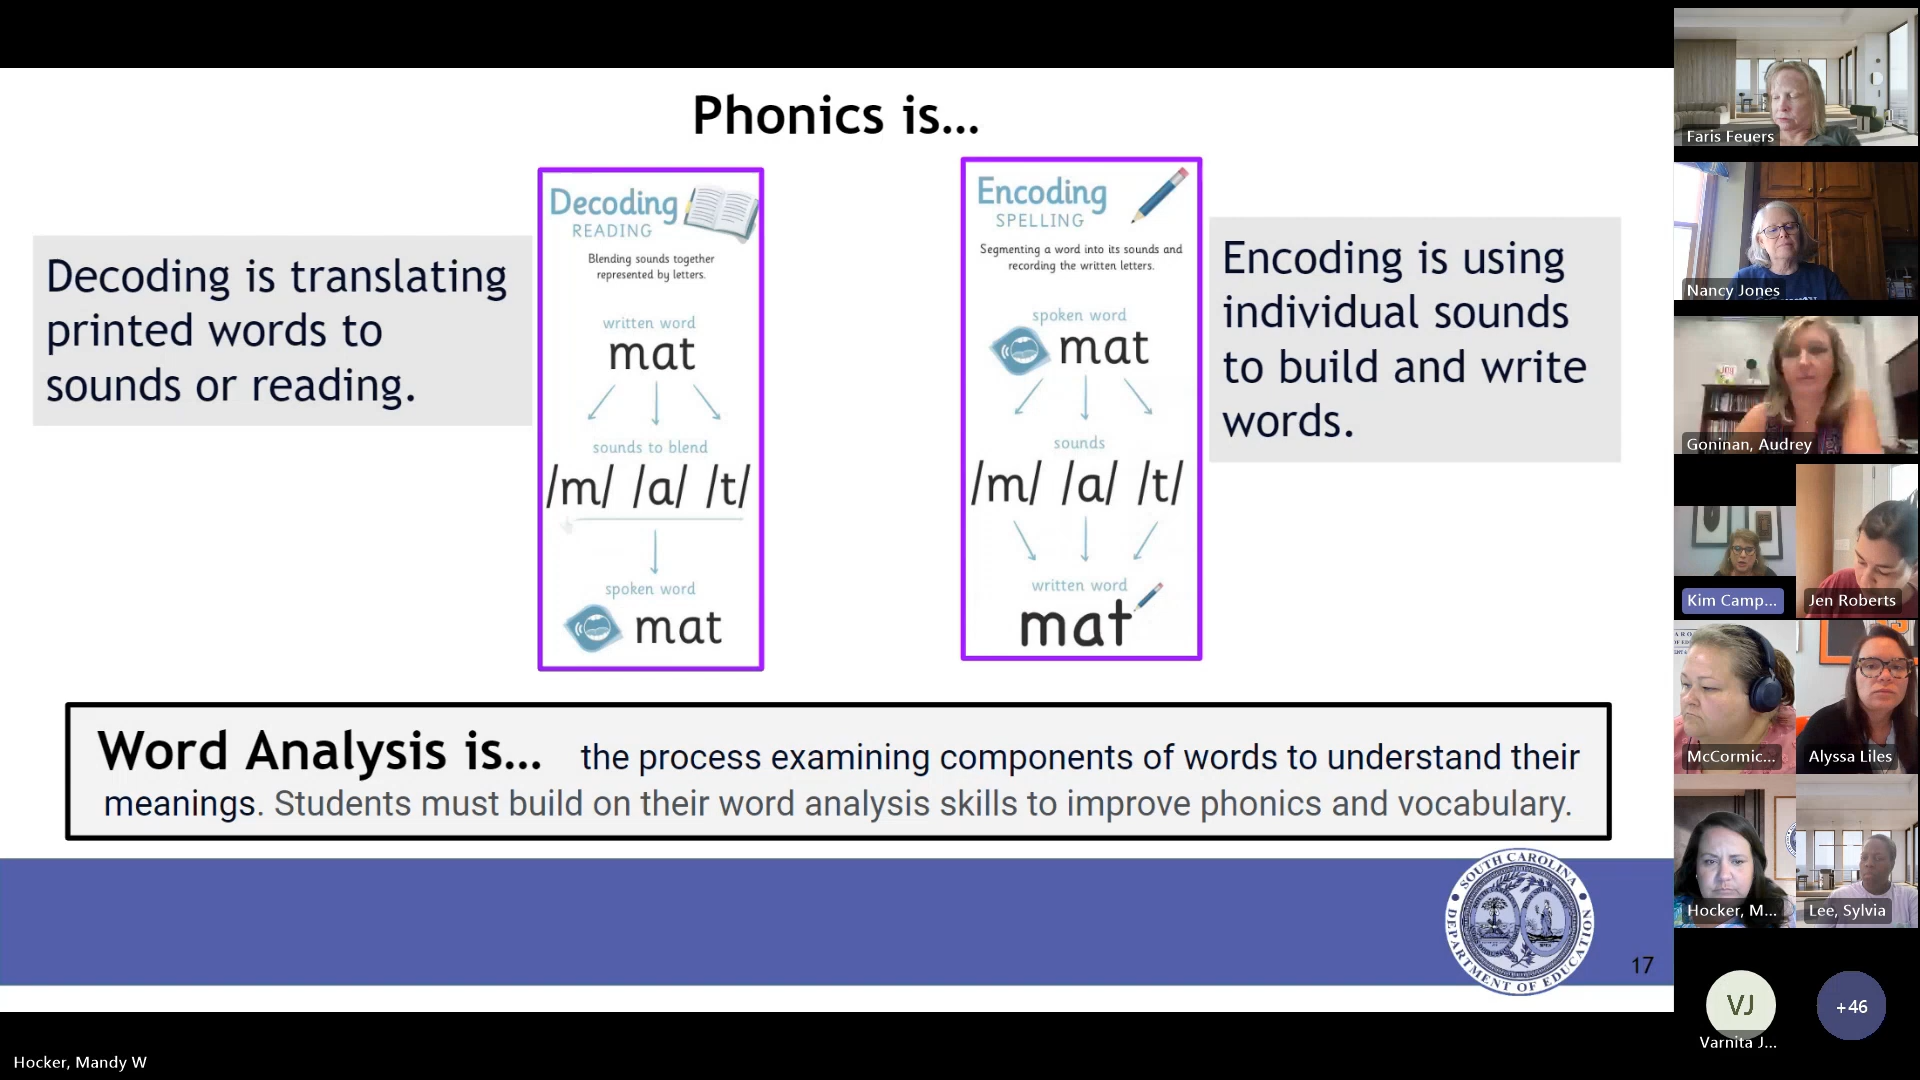 Phonics is...
Decoding is translating
printed words to
sounds or reading.
Decoding
READING
Blending sounds together
represented by letters.
written word
mat
sounds to blend
/m/ /a/ /t/
spoken word
mat
Encoding
SPELLING
Segmenting a word into its sounds and
recording the written letters.
spoken word
mat
sounds
/m/ /a/ /t/
written word
mat
Encoding is using
individual sounds
to build and write
words.
Word Analysis is... the process examining components of words to understand their
meanings. Students must build on their word analysis skills to improve phonics and vocabulary.
SOUTH CAROLINA
DEPARTMENT OF EDUCATION
17
Hocker, Mandy W
Faris Feuers
Nancy Jones
Goninan, Audrey
Kim Camp...
Jen Roberts
McCormic...
Alyssa Liles
Hocker, M...
Lee, Sylvia
VJ
Varnita J...
+46